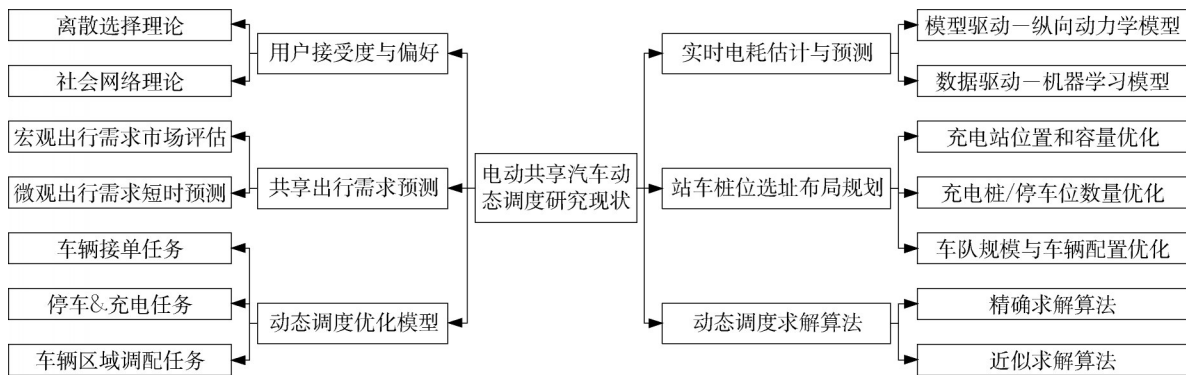 离散选择理论
社会网络理论
用户接受度与偏好
宏观出行需求市场评估
微观出行需求短时预测
共享出行需求预测
车辆接单任务
停车&充电任务
车辆区域调配任务
动态调度优化模型
电动共享汽车动
态调度研究现状
实时电耗估计与预测
模型驱动—纵向动力学模型
数据驱动—机器学习模型
站车桩位选址布局规划
充电站位置和容量优化
充电桩/停车位数量优化
车队规模与车辆配置优化
动态调度求解算法
精确求解算法
近似求解算法